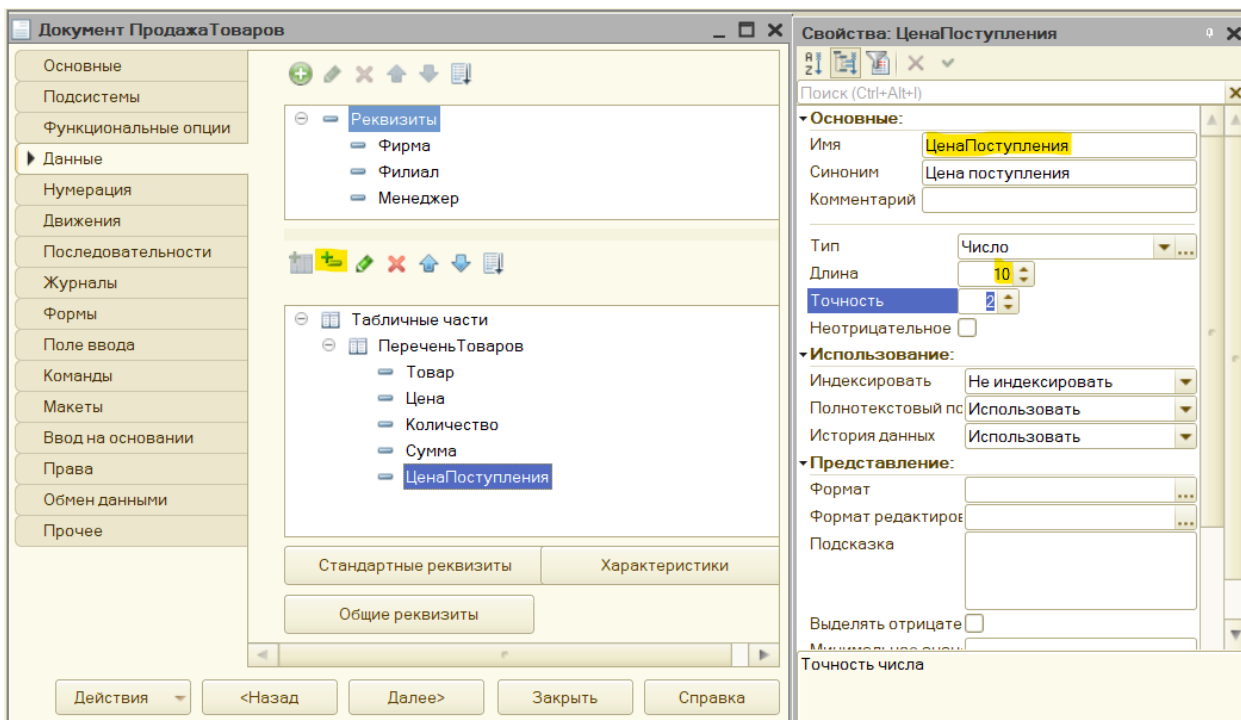 Документ ПродажаТоваров
Основные
Подсистемы
Функциональные опции
Данные
Нумерация
Движения
Последовательности
Журналы
Формы
Поле ввода
Команды
Макеты
Ввод на основании
Права
Обмен данными
Прочее
Реквизиты
Фирма
Филиал
Менеджер
Табличные части
ПереченьТоваров
Товар
Цена
Количество
Сумма
ЦенаПоступления
Стандартные реквизиты Характеристики
Общие реквизиты
Действия <Назад Далее> Закрыть Справка
Свойства: ЦенаПоступления
Поиск (Ctrl+Alt+I)
Основные:
Имя ЦенаПоступления
Синоним Цена поступления
Комментарий
Тип Число
Длина 10
Точность 2
Неотрицательное
Использование:
Индексировать Не индексировать
Полнотекстовый по Использовать
История данных Использовать
Представление:
Формат
Формат редактиров
Подсказка
Выделять отрицате
Точность числа